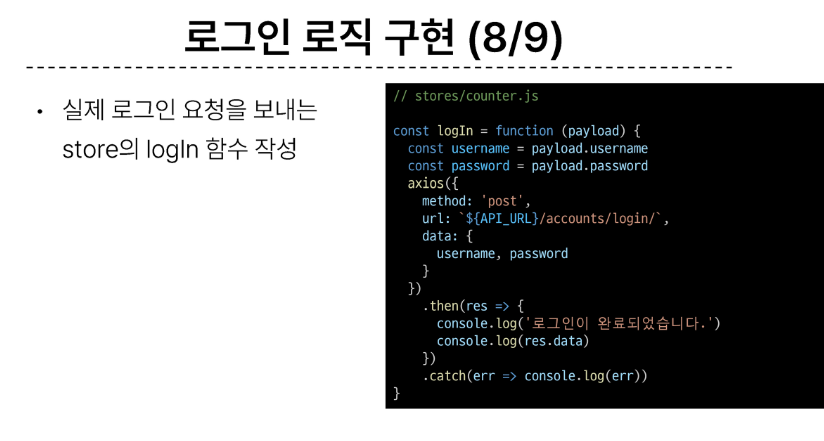 로그인 로직 구현 (8/9)
• 실제 로그인 요청을 보내는
store의 logIn 함수 작성
// stores/counter.js
const logIn = function (payload) {
  const username = payload.username
  const password = payload.password
  axios({
    method: 'post',
    url: `${API_URL}/accounts/login/`,
    data: {
      username, password
    }
  })
    .then(res => {
      console.log('로그인이 완료되었습니다.')
      console.log(res.data)
    })
    .catch(err => console.log(err))
}